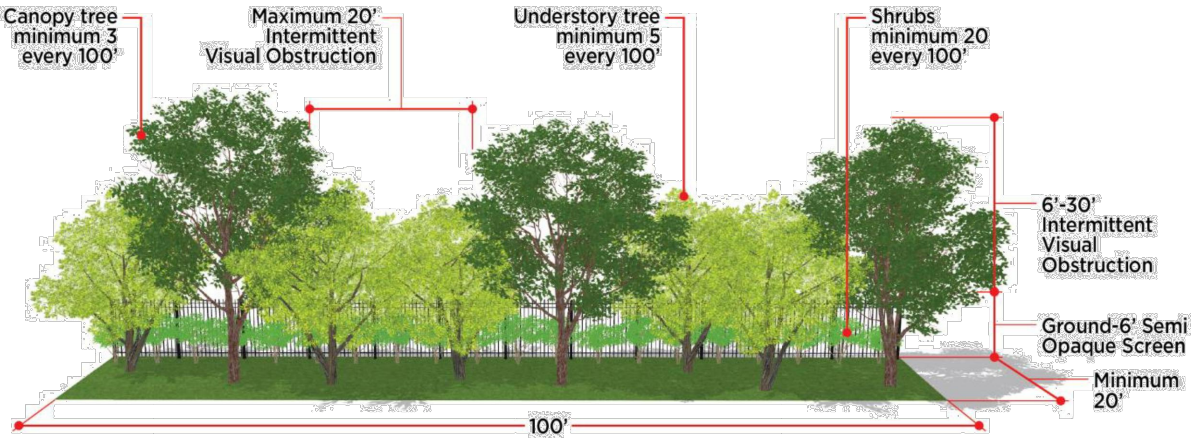 Canopy tree
minimum 3
every 100’
Maximum 20’
Intermittent
Visual Obstruction
Understory tree
minimum 5
every 100’
Shrubs
minimum 20
every 100’
6’-30’
Intermittent
Visual
Obstruction
Ground-6’ Semi
Opaque Screen
Minimum
20’
100’